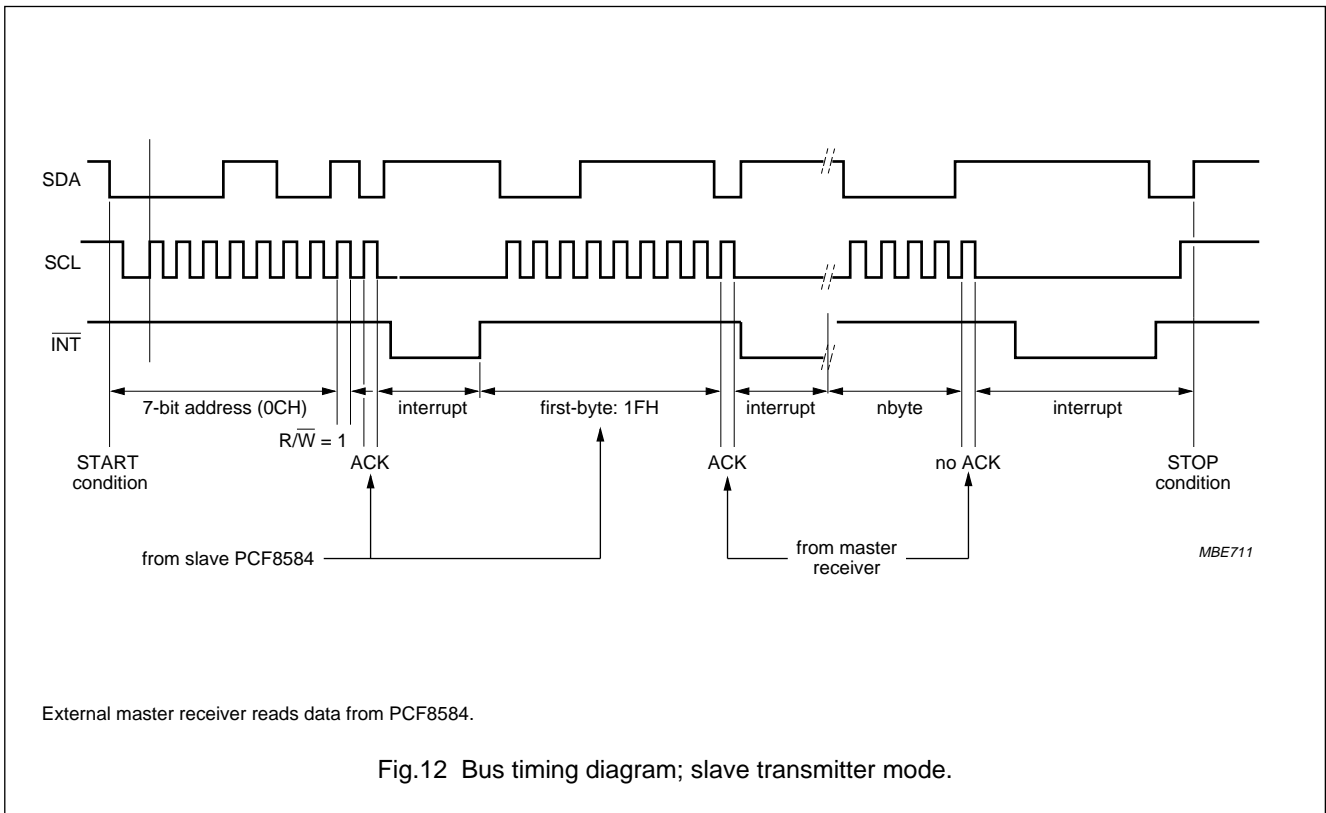 SDA
SCL
INT
7-bit address (0CH)
interrupt
first-byte: 1FH
interrupt
nbyte
interrupt
R/W = 1
START
condition
ACK
ACK
no ACK
STOP
condition
from slave PCF8584
from master
receiver
MBE711
External master receiver reads data from PCF8584.
Fig.12 Bus timing diagram; slave transmitter mode.